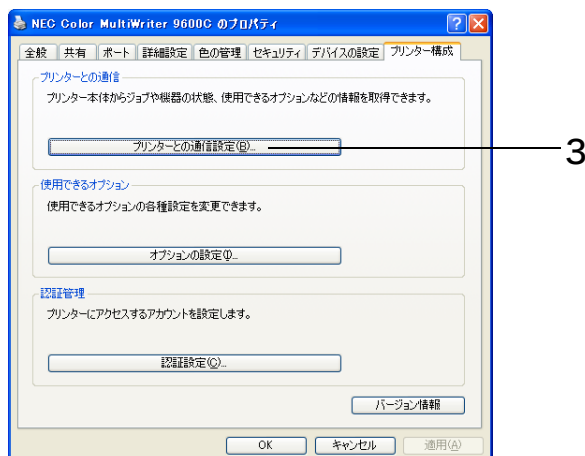 NEC Color MultiWriter 9600C のプロパティ
全般 共有 ポート 詳細設定 色の管理 セキュリティ デバイスの設定 プリンター構成
プリンターとの通信
プリンター本体からジョブや機器の状態、使用できるオプションなどの情報を取得できます。
プリンターとの通信設定(B)...
3
使用できるオプション
使用できるオプションの各種設定を変更できます。
オプションの設定(I)...
認証管理
プリンターにアクセスするアカウントを設定します。
認証設定(C)...
バージョン情報
OK キャンセル 適用(A)